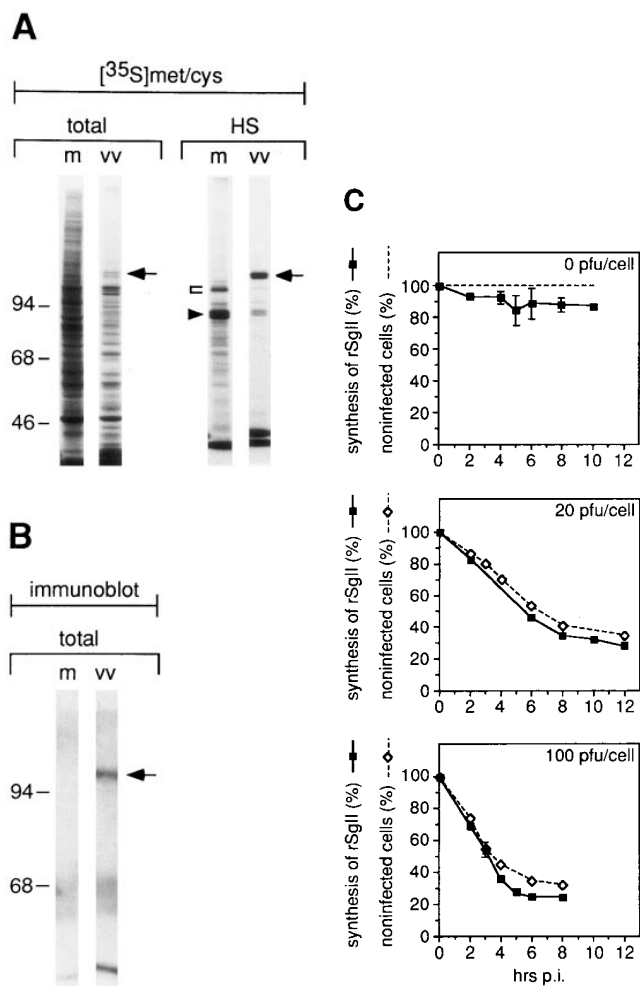 A
[³⁵S]met/cys
total
HS
m
vv
m
vv
94
68
46
B
immunoblot
total
m
vv
94
68
C
synthesis of rSgII (%)
noninfected cells (%)
0 pfu/cell
100
80
60
40
20
0
0 2 4 6 8 10 12
synthesis of rSgII (%)
noninfected cells (%)
20 pfu/cell
100
80
60
40
20
0
0 2 4 6 8 10 12
synthesis of rSgII (%)
noninfected cells (%)
100 pfu/cell
100
80
60
40
20
0
0 2 4 6 8 10 12
hrs p.i.